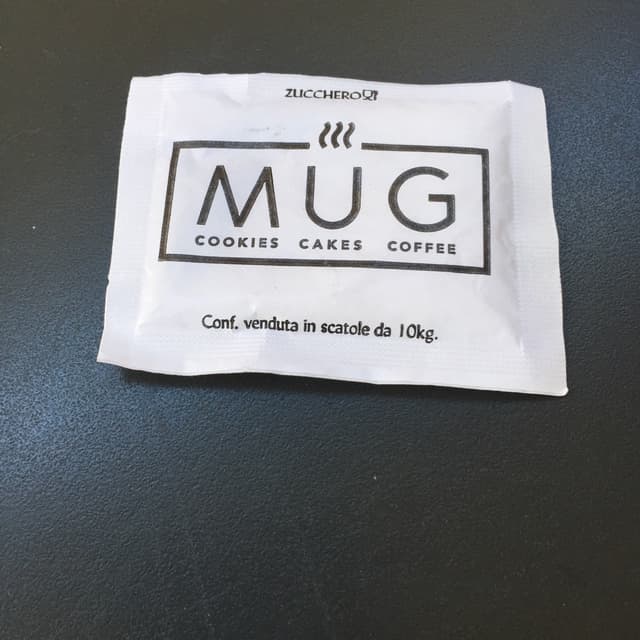 ZUCCHERO
MUG
COOKIES CAKES COFFEE
Conf. venduta in scatole da 10kg.